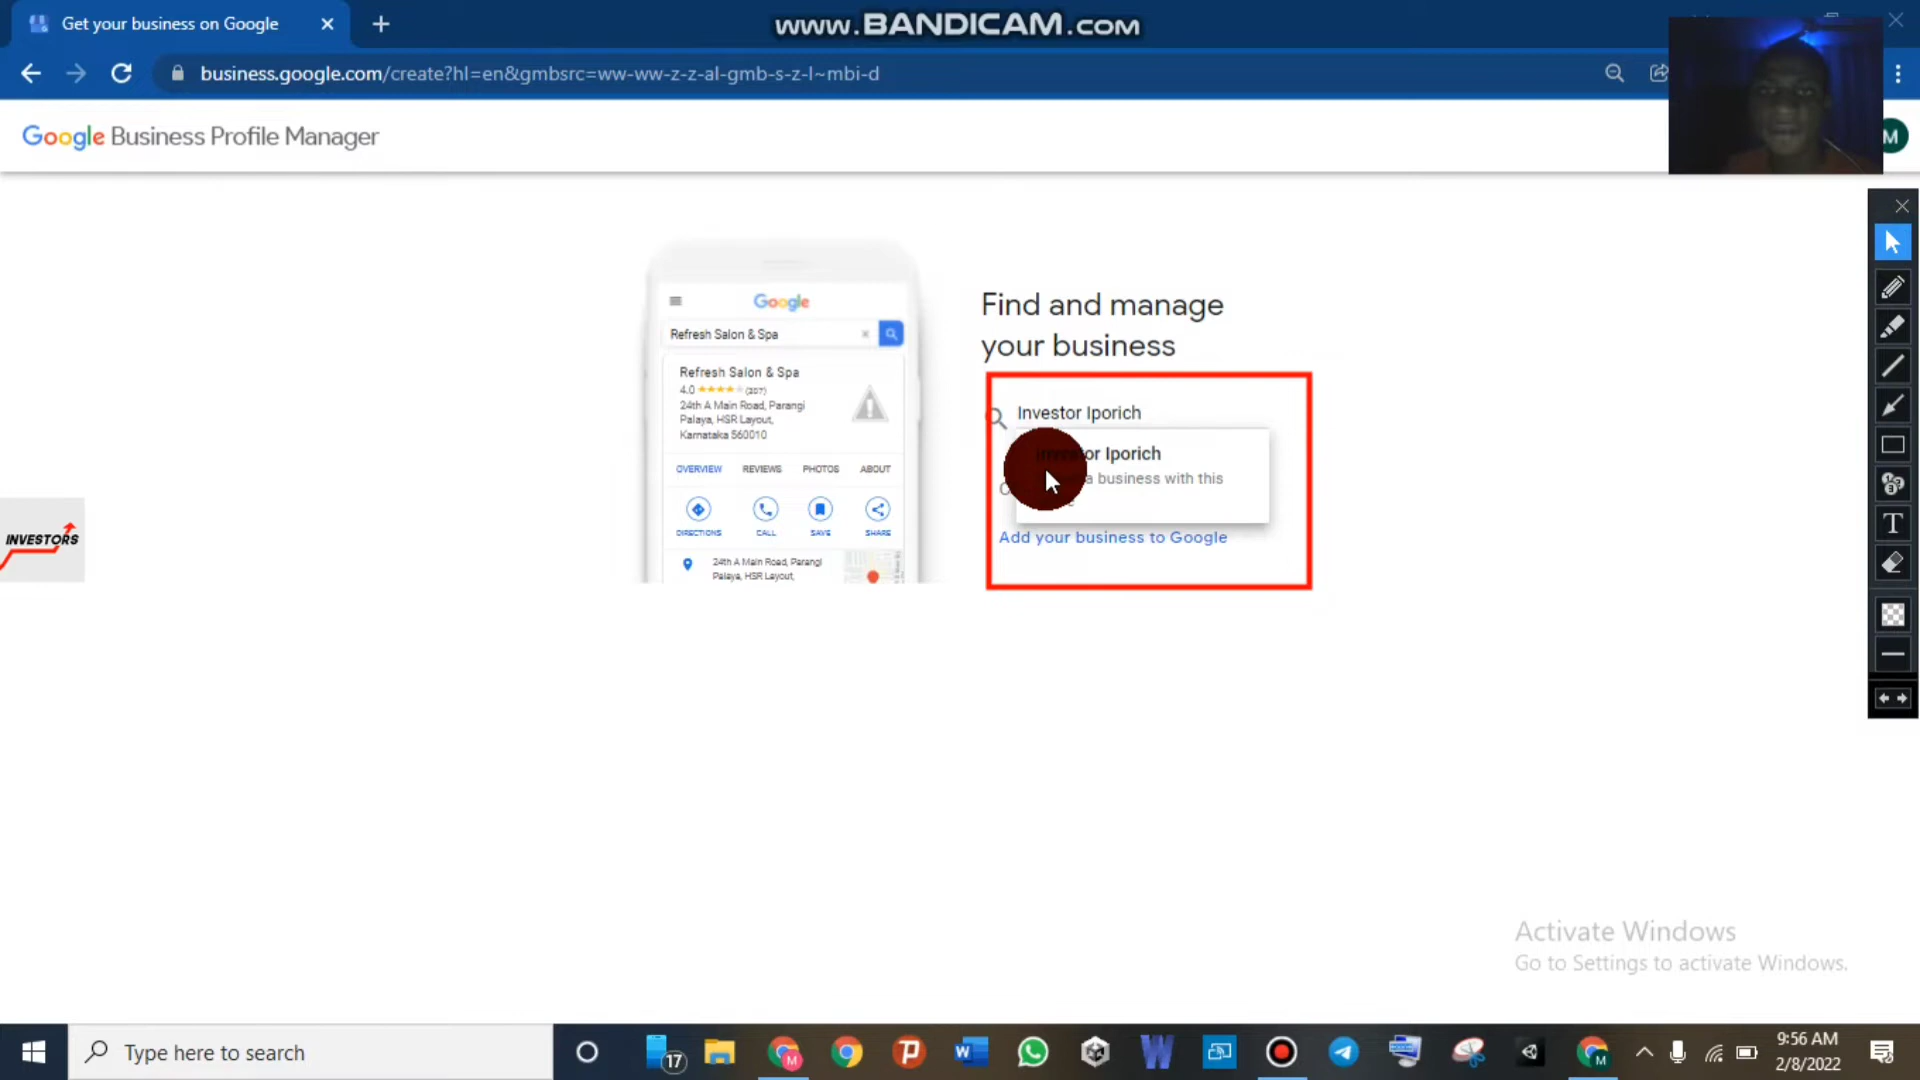 Get your business on Google
www.BANDICAM.com
business.google.com/create?hl=en&gmbsrc=ww-ww-z-z-al-gmb-s-z-l~mbi-d
Google Business Profile Manager
M
Google
Refresh Salon & Spa
Refresh Salon & Spa
4.0 (207)
24th A Main Road, Parangi
Palaya, HSR Layout,
Karnataka 560010
OVERVIEW REVIEWS PHOTOS ABOUT
DIRECTIONS CALL SAVE SHARE
24th A Main Road, Parangi
Palaya, HSR Layout,
Find and manage
your business
Investor Iporich
Iporich
a business with this
Add your business to Google
INVESTORS
T
Activate Windows
Go to Settings to activate Windows.
Type here to search
17
9:56 AM
2/8/2022